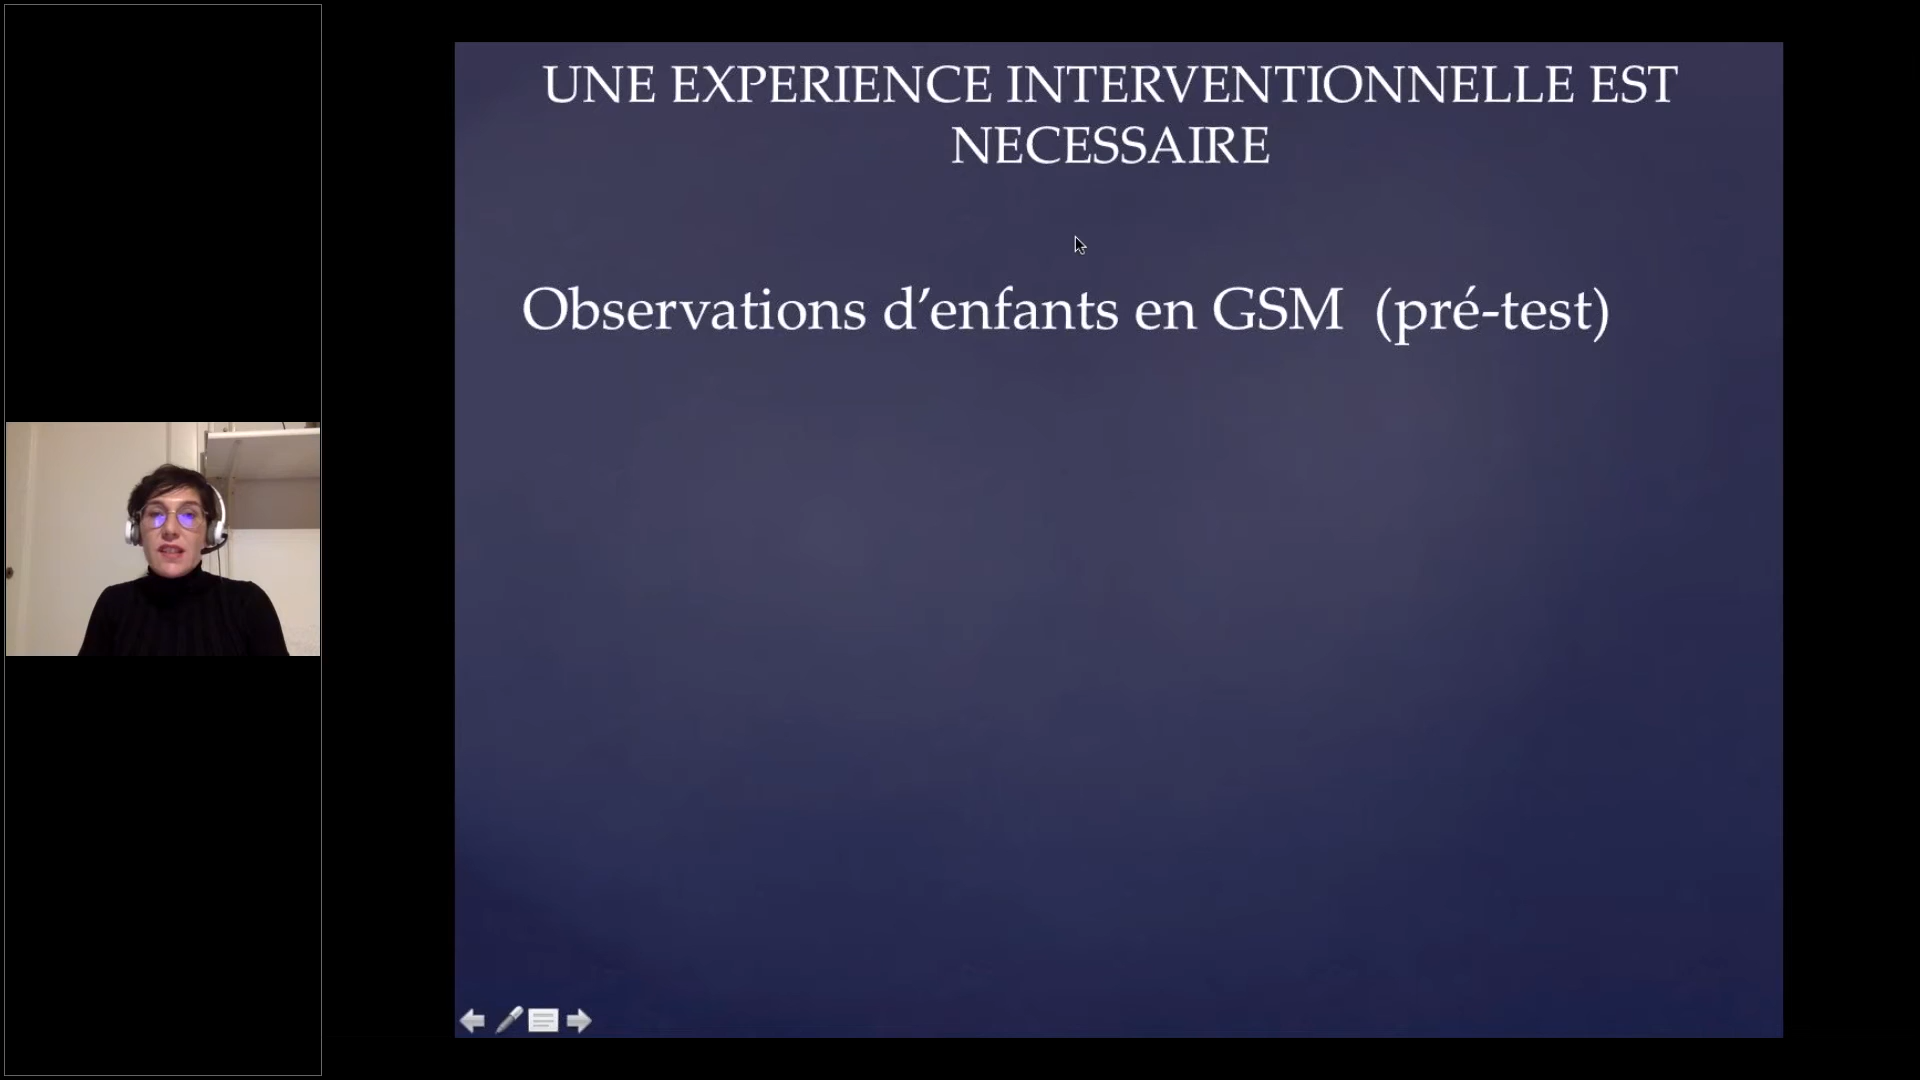 UNE EXPERIENCE INTERVENTIONNELLE EST
NECESSAIRE
Observations d’enfants en GSM (pré-test)